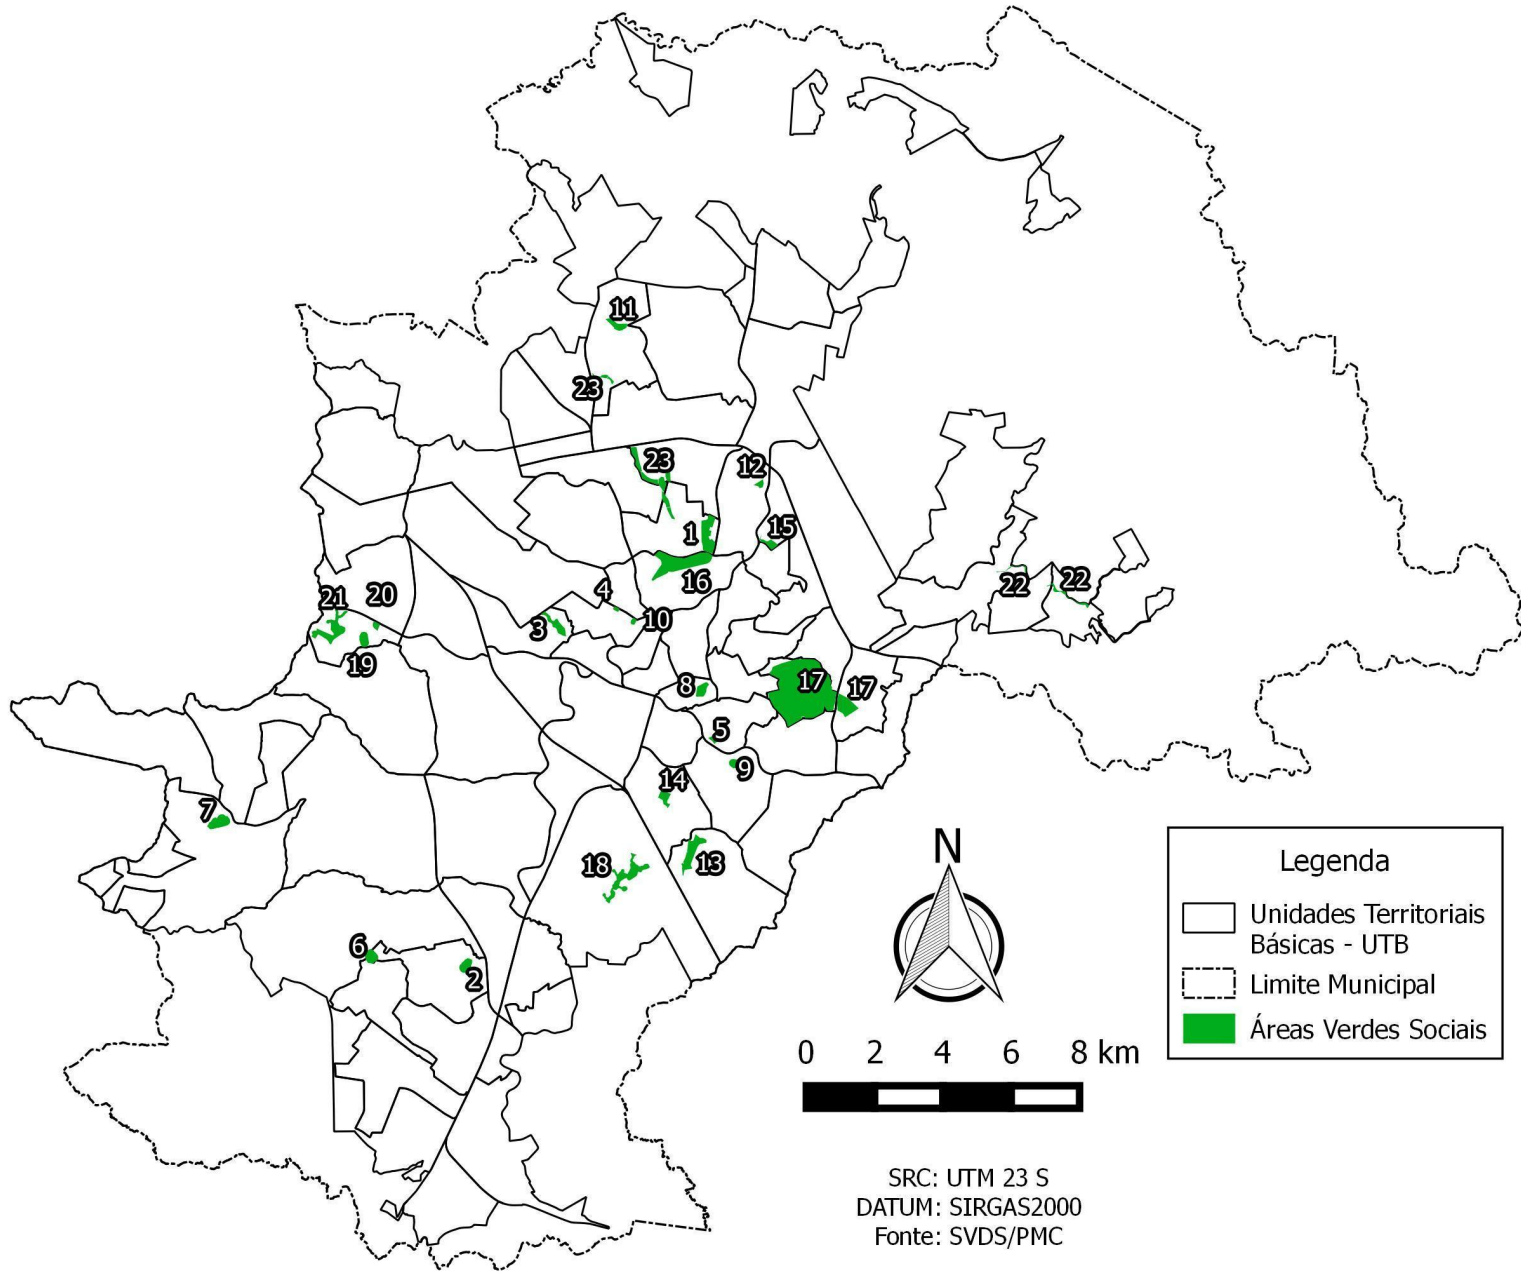 11
23
23
12
1
15
16
22
22
4
21
20
3
10
19
8
17
17
5
9
14
7
18
13
6
2
N
Legenda
Unidades Territoriais
Básicas - UTB
Limite Municipal
Áreas Verdes Sociais
0 2 4 6 8 km
SRC: UTM 23 S
DATUM: SIRGAS2000
Fonte: SVDS/PMC